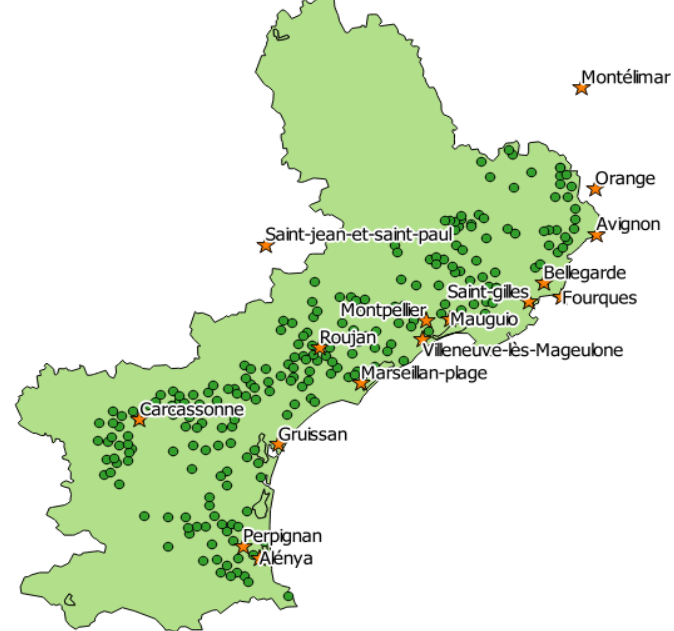 Montélimar
Orange
Avignon
Saint-jean-et-saint-paul
Bellegarde
Saint-gilles
Fourques
Montpellier
Mauguio
Roujan
Villeneuve-lès-Mageulone
Marseillan-plage
Carcassonne
Gruissan
Perpignan
Alénya